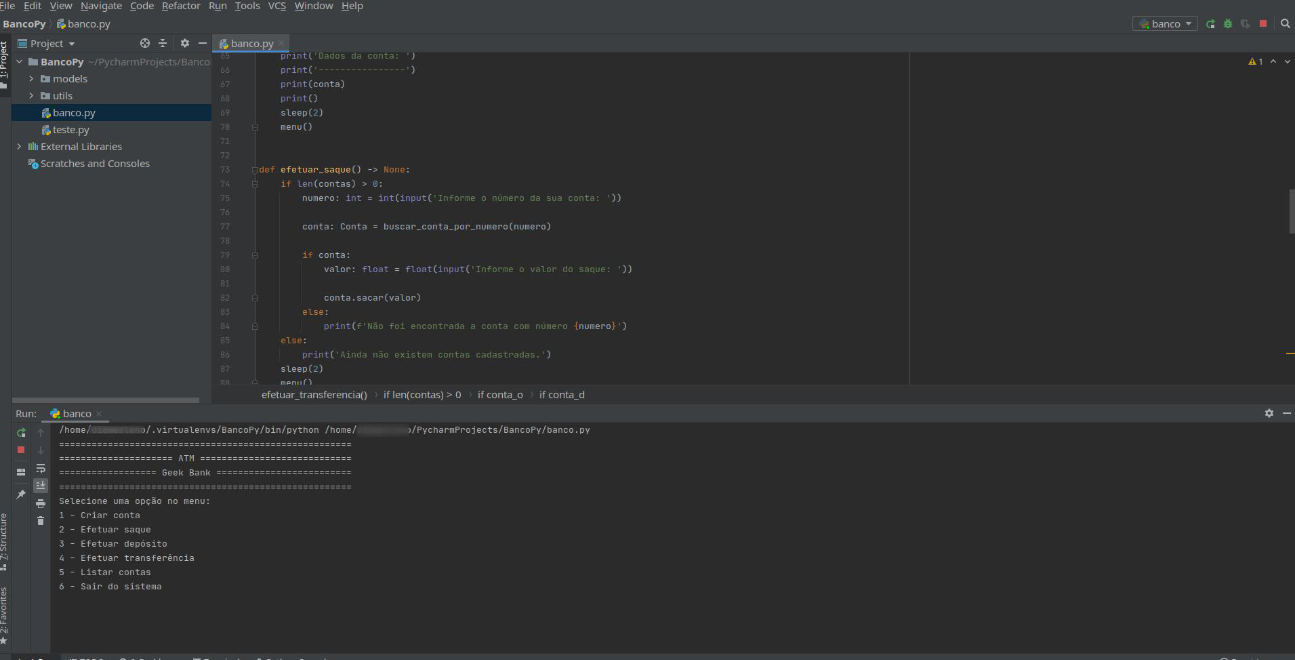 File Edit View Navigate Code Refactor Run Tools VCS Window Help
BancoPy banco.py
banco
1: Project
Project
BancoPy ~/PycharmProjects/Banco
models
utils
banco.py
teste.py
External Libraries
Scratches and Consoles
banco.py
1
65 print('Dados da conta: ')
66 print('----------------')
67 print(conta)
68 print()
69 sleep(2)
70 menu()
71
72
73 def efetuar_saque() -> None:
74 if len(contas) > 0:
75 numero: int = int(input('Informe o número da sua conta: '))
76
77 conta: Conta = buscar_conta_por_numero(numero)
78
79 if conta:
80 valor: float = float(input('Informe o valor do saque: '))
81
82 conta.sacar(valor)
83 else:
84 print(f'Não foi encontrada a conta com número {numero}')
85 else:
86 print('Ainda não existem contas cadastradas.')
87 sleep(2)
88 menu()
efetuar_transferencia() if len(contas) > 0 if conta_o if conta_d
Run: banco
/home/ /.virtualenvs/BancoPy/bin/python /home/ /PycharmProjects/BancoPy/banco.py
======================================================
===================== ATM ============================
================== Geek Bank =========================
======================================================
Selecione uma opção no menu:
1 - Criar conta
2 - Efetuar saque
3 - Efetuar depósito
4 - Efetuar transferência
5 - Listar contas
6 - Sair do sistema
7: Structure
2: Favorites